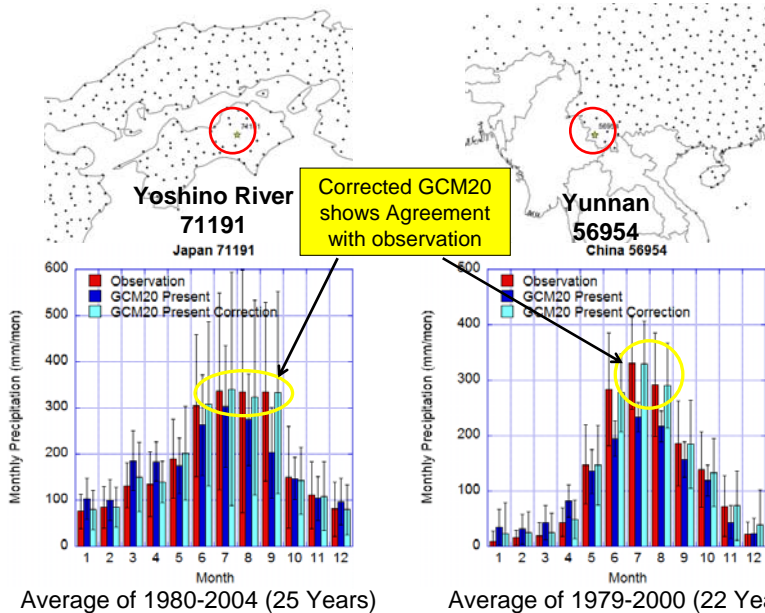 71191
56954
Yoshino River
71191
Corrected GCM20
shows Agreement
with observation
Yunnan
56954
Japan 71191
China 56954
600
500
400
300
200
100
0
Monthly Precipitation (mm/mon)
Observation
GCM20 Present
GCM20 Present Correction
1 2 3 4 5 6 7 8 9 10 11 12
Month
500
400
300
200
100
0
Monthly Precipitation (mm/mon)
Observation
GCM20 Present
GCM20 Present Correction
1 2 3 4 5 6 7 8 9 10 11 12
Month
Average of 1980-2004 (25 Years)
Average of 1979-2000 (22 Yea